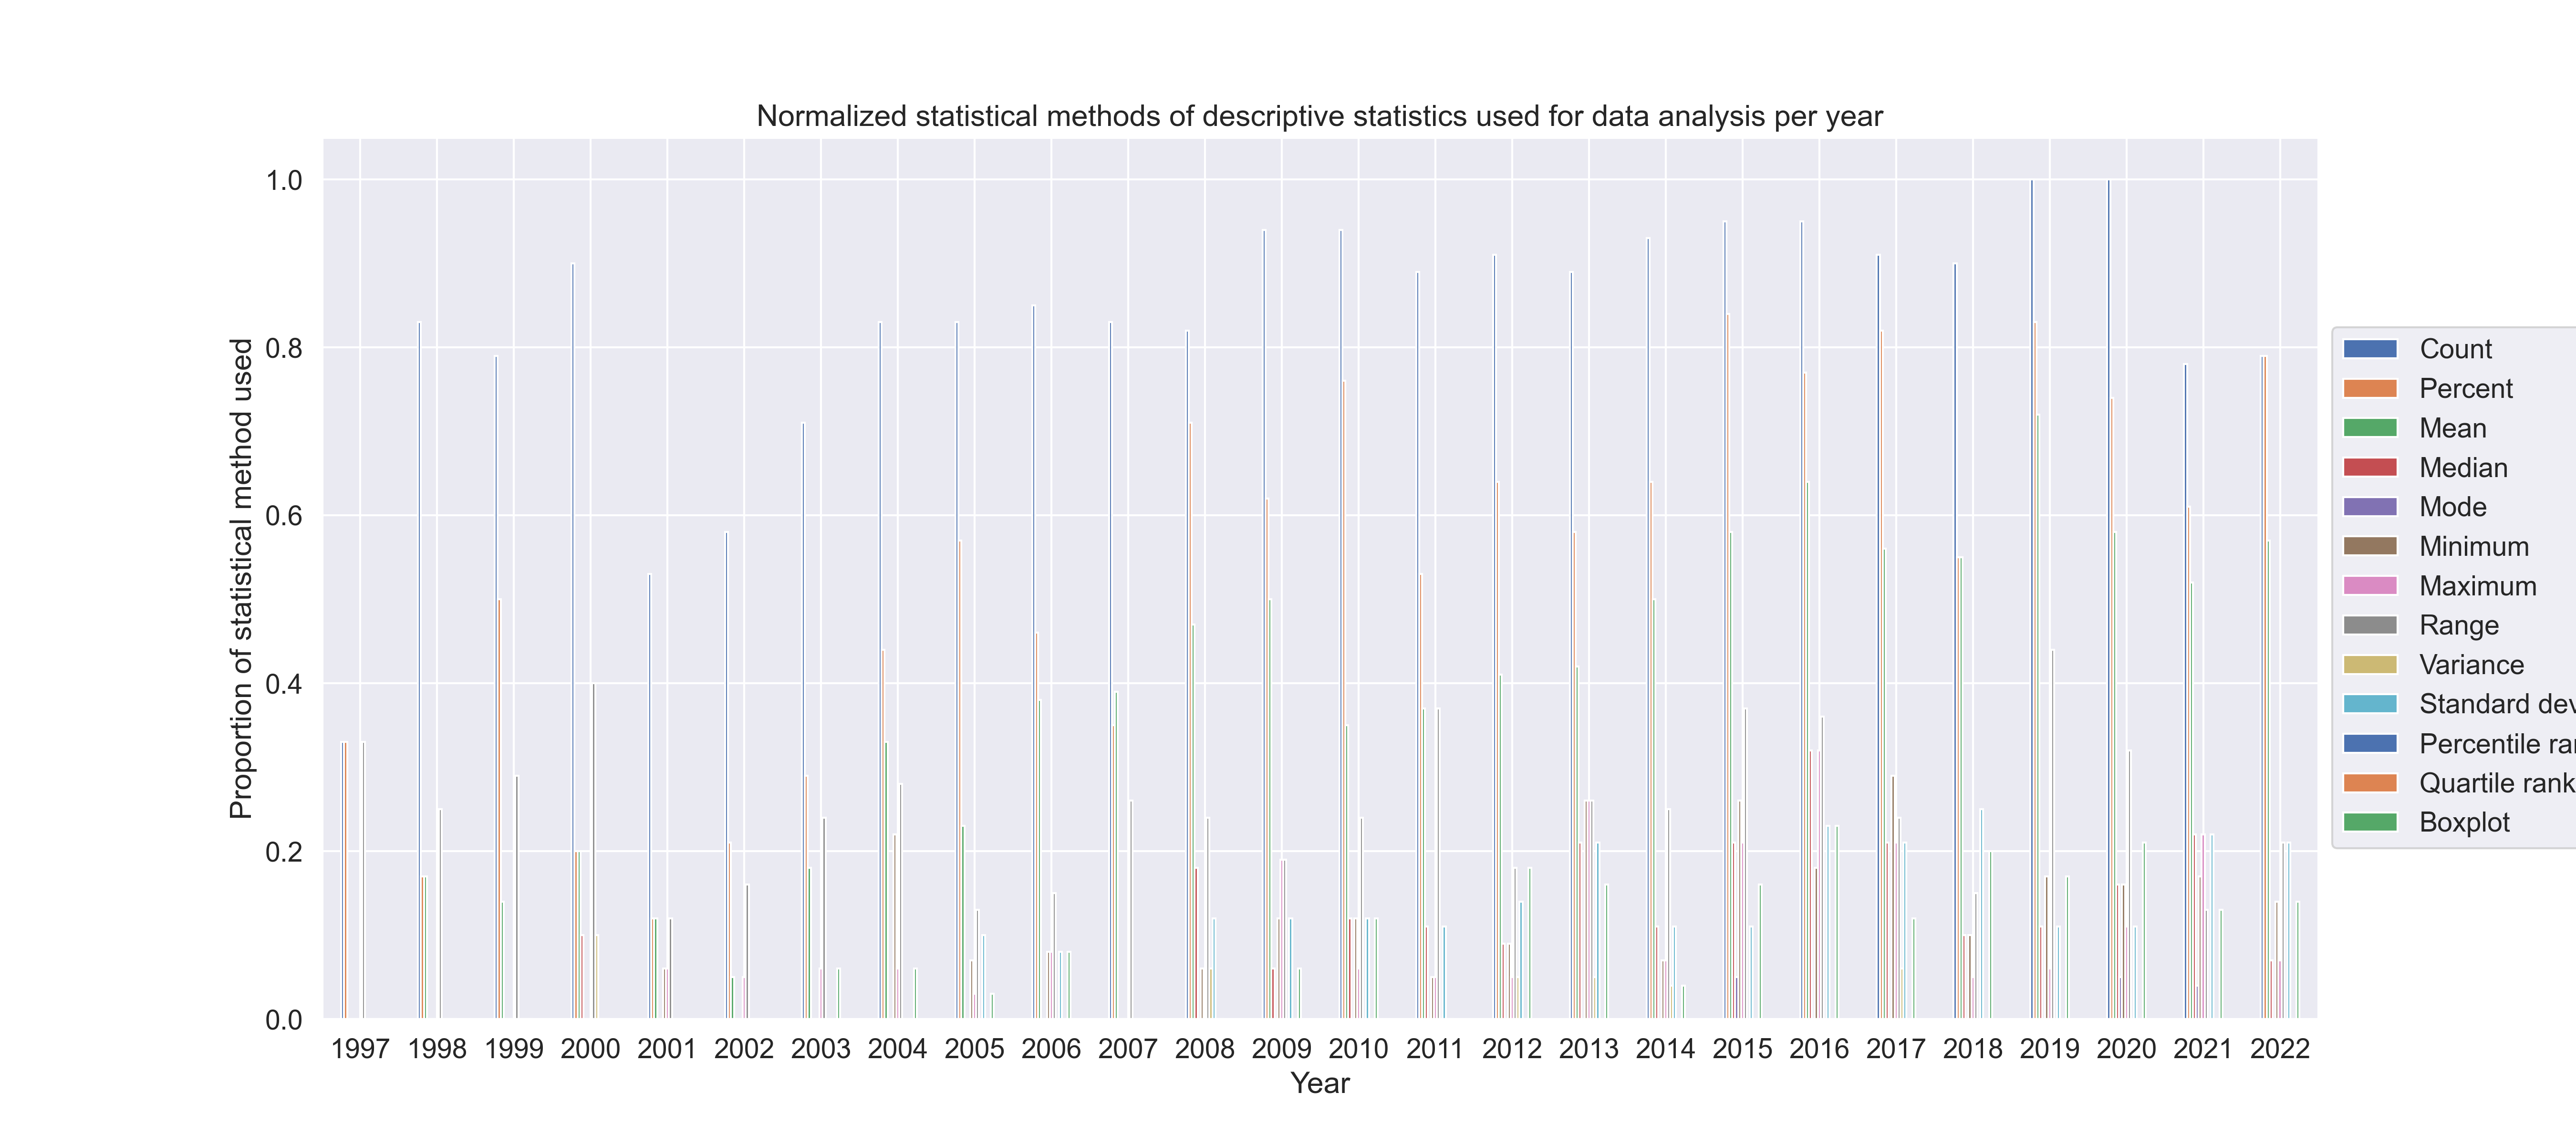 Normalized statistical methods of descriptive statistics used for data analysis per year
1.0
0.8
0.6
0.4
0.2
0.0
Proportion of statistical method used
1997 1998 1999 2000 2001 2002 2003 2004 2005 2006 2007 2008 2009 2010 2011 2012 2013 2014 2015 2016 2017 2018 2019 2020 2021 2022
Year
Count
Percent
Mean
Median
Mode
Minimum
Maximum
Range
Variance
Standard dev
Percentile
Quartile rank
Boxplot